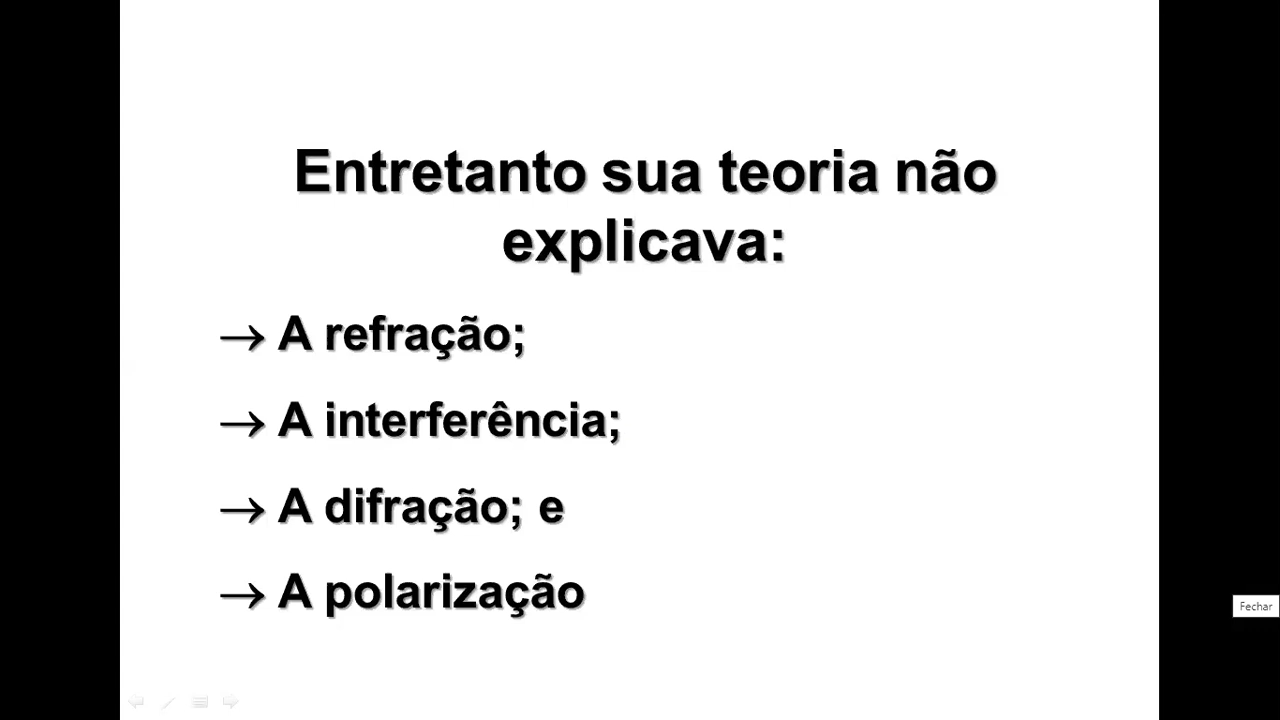 Entretanto sua teoria não
explicava:
→ A refração;
→ A interferência;
→ A difração; e
→ A polarização
Fechar